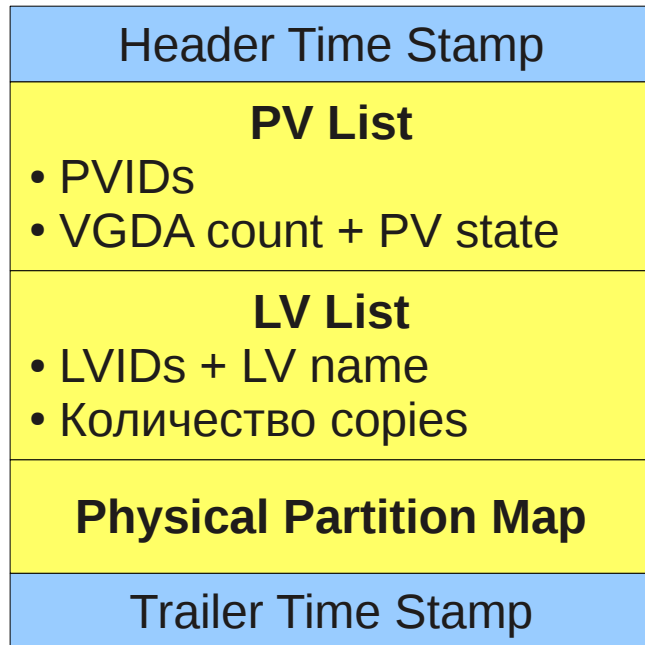 Header Time Stamp
PV List
• PVIDs
• VGDA count + PV state
LV List
• LVIDs + LV name
• Количество copies
Physical Partition Map
Trailer Time Stamp